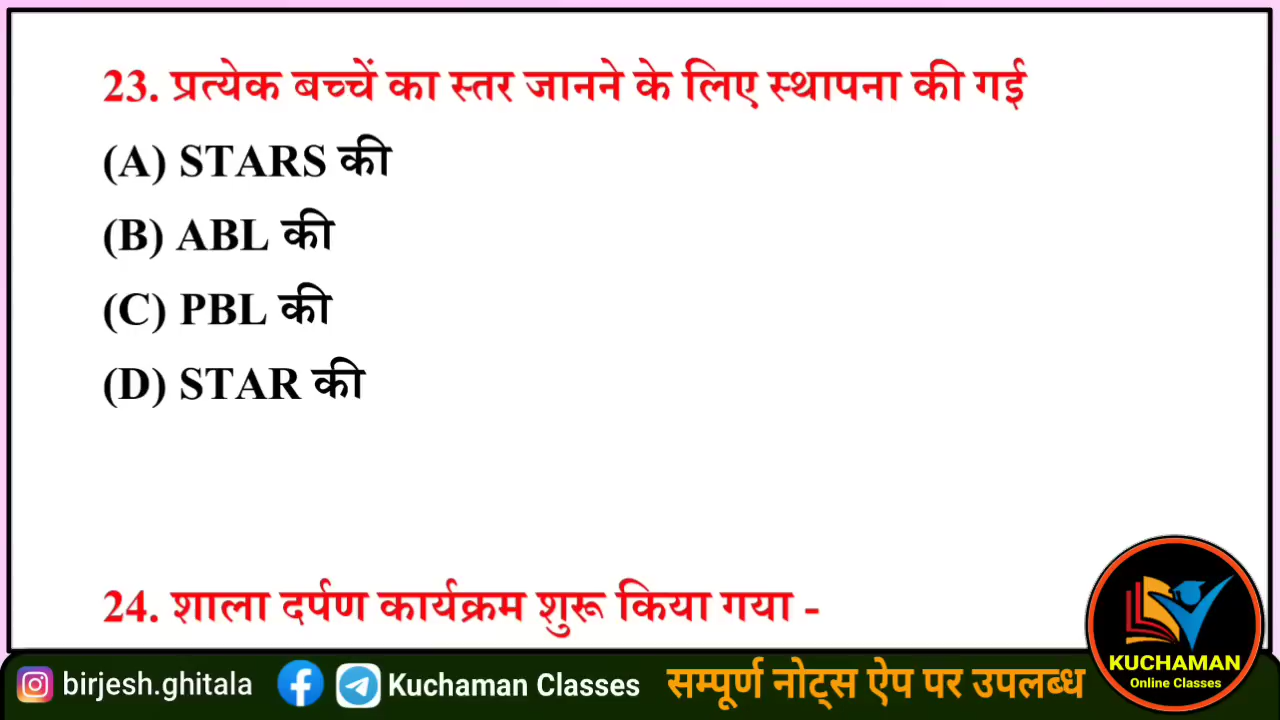 23. प्रत्येक बच्चें का स्तर जानने के लिए स्थापना की गई
(A) STARS की
(B) ABL की
(C) PBL की
(D) STAR की
24. शाला दर्पण कार्यक्रम शुरू किया गया -
KUCHAMAN
Online Classes
birjesh.ghitala
Kuchaman Classes
सम्पूर्ण नोट्स ऐप पर उपलब्ध